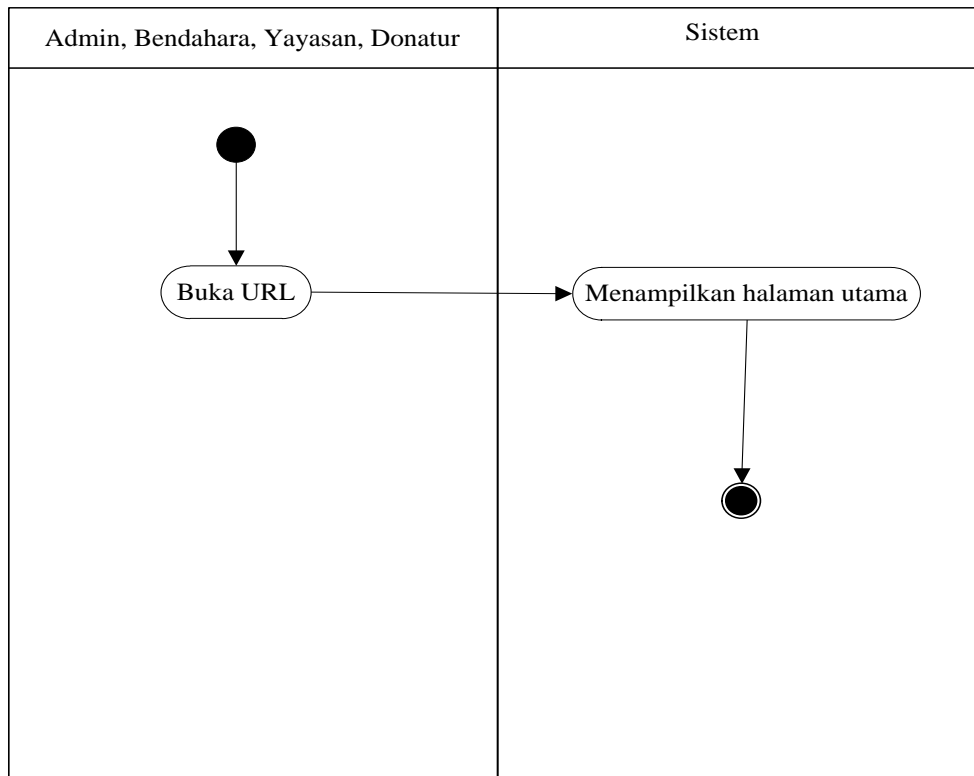 Admin, Bendahara, Yayasan, Donatur
Sistem
Buka URL
Menampilkan halaman utama